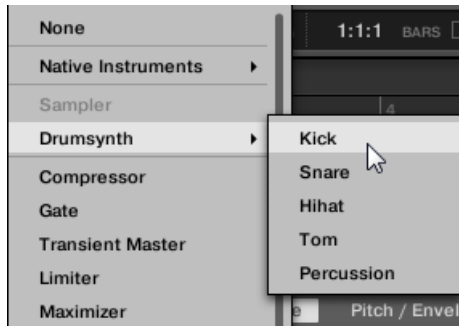 None
1:1:1 BARS
Native Instruments
Sampler
4
Drumsynth
Kick
Snare
Compressor
Hihat
Gate
Tom
Transient Master
Percussion
Limiter
Maximizer
Pitch /